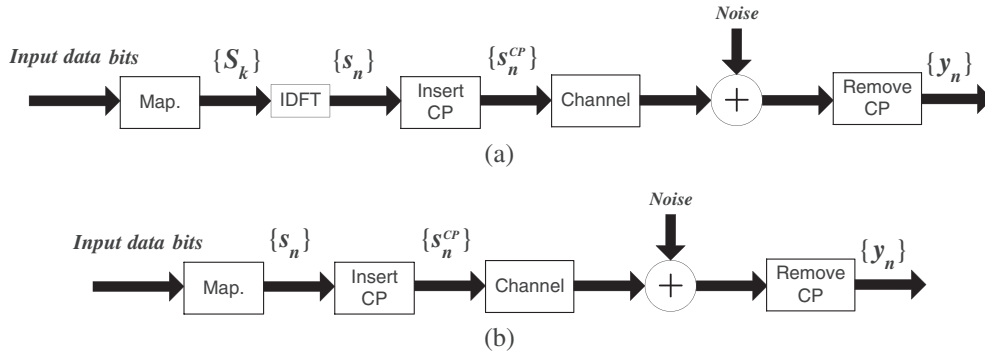 Noise
Input data bits {S_k} {s_n} {s_n^CP} {y_n}
Map. IDFT Insert CP Channel + Remove CP
(a)
Noise
Input data bits {s_n} {s_n^CP} {y_n}
Map. Insert CP Channel + Remove CP
(b)